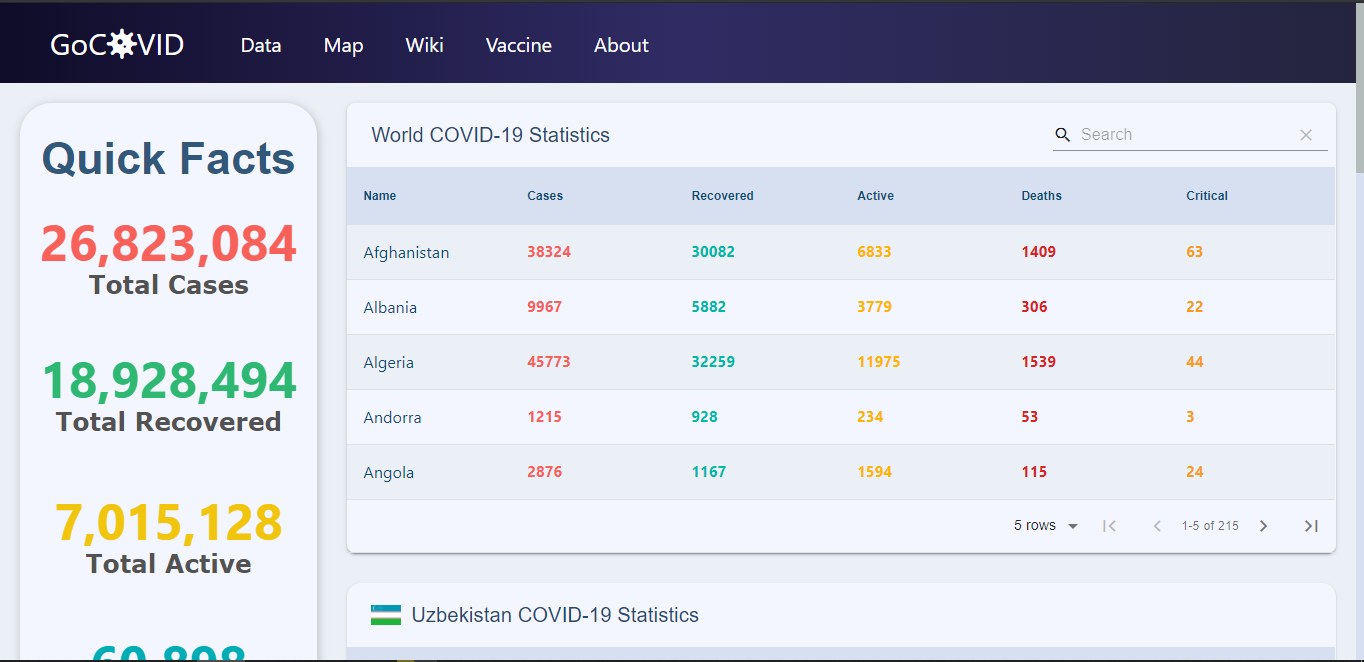 GoCOVID Data Map Wiki Vaccine About
Quick Facts
26,823,084
Total Cases
18,928,494
Total Recovered
7,015,128
Total Active
60,898
World COVID-19 Statistics Search
Name Cases Recovered Active Deaths Critical
Afghanistan 38324 30082 6833 1409 63
Albania 9967 5882 3779 306 22
Algeria 45773 32259 11975 1539 44
Andorra 1215 928 234 53 3
Angola 2876 1167 1594 115 24
5 rows 1-5 of 215
Uzbekistan COVID-19 Statistics